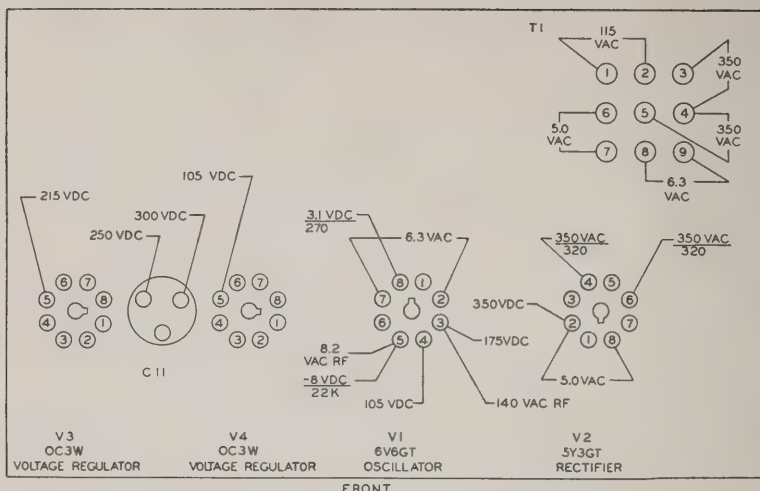 T1
115
VAC
1
2
3
350
VAC
6
5
4
5.0
VAC
350
VAC
7
8
9
6.3
VAC
215 VDC
105 VDC
300 VDC
250 VDC
6 7
5 8
4 1
3 2
C11
6 7
5 8
4 1
3 2
3.1 VDC
270
6.3 VAC
8 1
7 2
6 3
5 4
8.2
VAC RF
-8 VDC
22K
105 VDC
175VDC
140 VAC RF
350VAC
320
350 VAC
320
4 5
3 6
2 7
1 8
350VDC
5.0VAC
V3
OC3W
VOLTAGE REGULATOR
V4
OC3W
VOLTAGE REGULATOR
V1
6V6GT
OSCILLATOR
V2
5Y3GT
RECTIFIER
FRONT